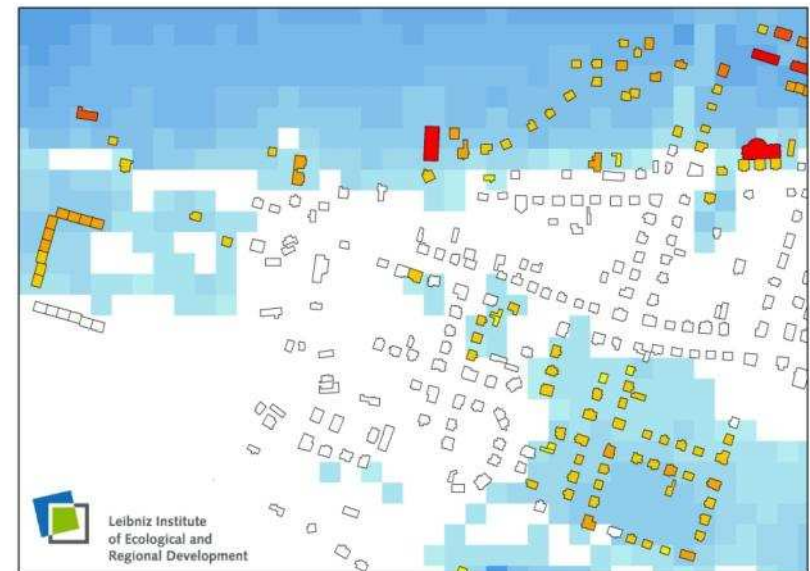 Leibniz Institute
of Ecological and
Regional Development